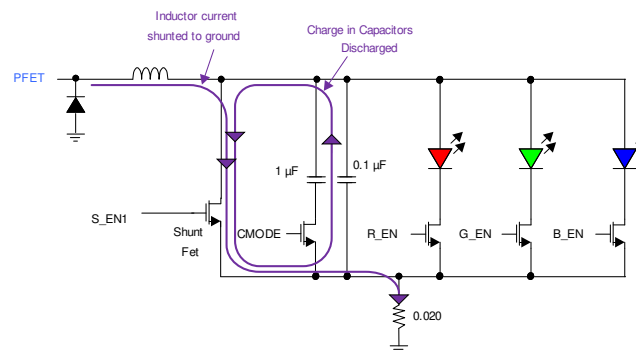 Inductor current
shunted to ground
Charge in Capacitors
Discharged
PFET
1 µF
0.1 µF
S_EN1
Shunt
Fet
CMODE
R_EN
G_EN
B_EN
0.020